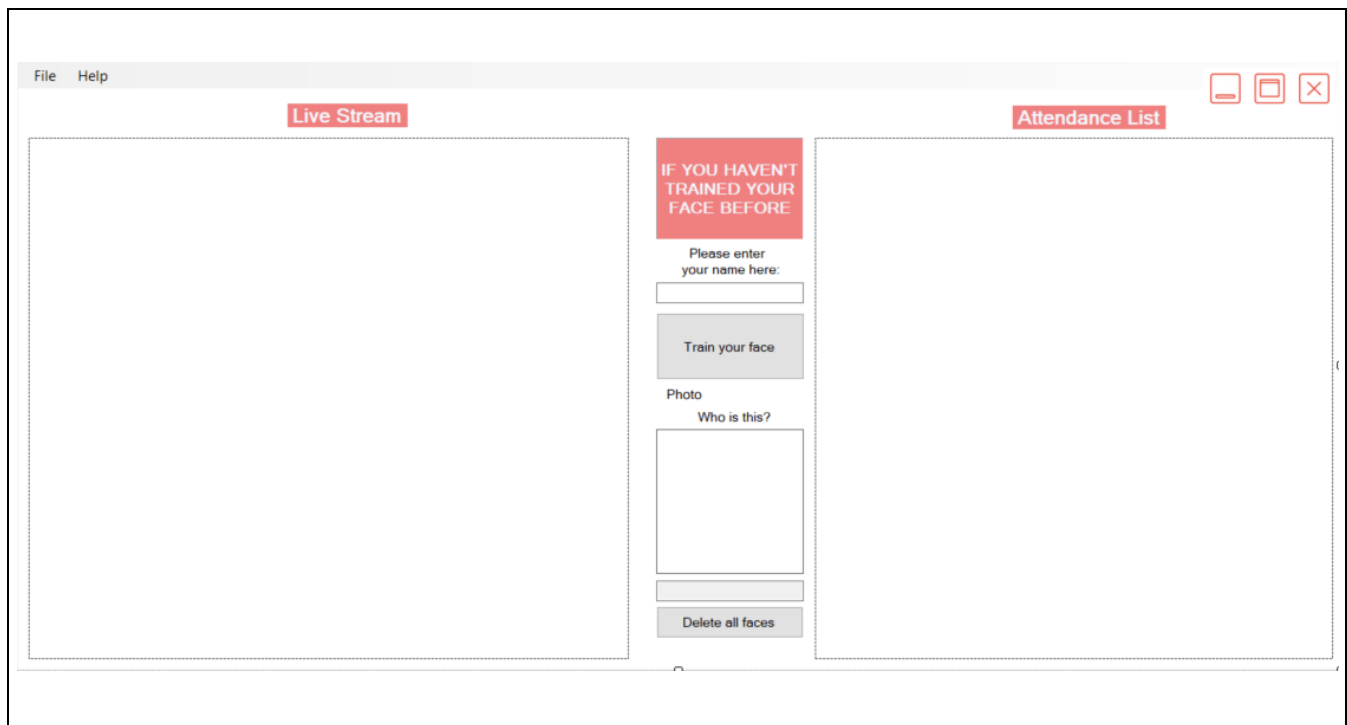 File Help
Live Stream
Attendance List
IF YOU HAVEN'T
TRAINED YOUR
FACE BEFORE
Please enter
your name here:
Train your face
Photo
Who is this?
Delete all faces